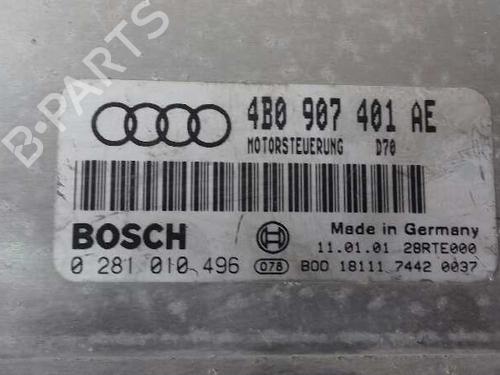 4B0 907 401 AE
MOTORSTEUERUNG D70
BOSCH
Made in Germany
11.01.01 28RTE000
0 281 010 496
078 B00 18111 7442 0037
B-PARTS